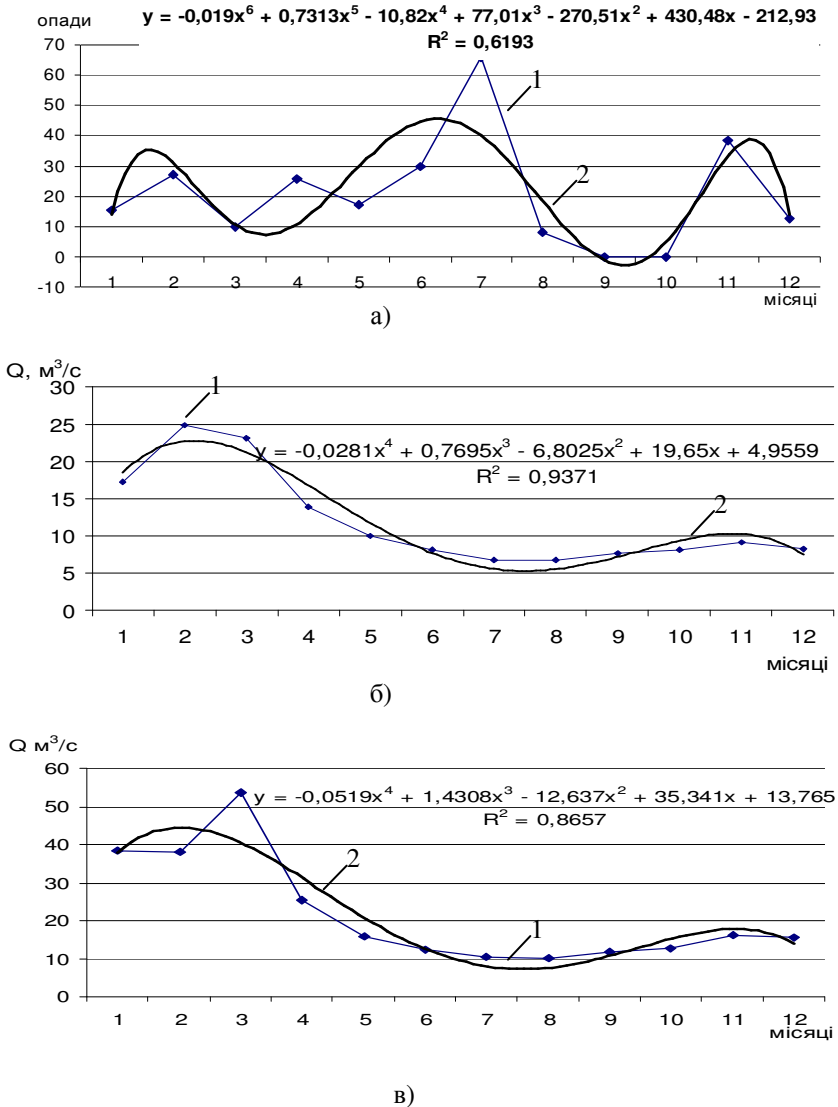 опади
y = -0,019x⁶ + 0,7313x⁵ - 10,82x⁴ + 77,01x³ - 270,51x² + 430,48x - 212,93
R² = 0,6193
70
60
50
40
30
20
10
0
-10
1
2
1 2 3 4 5 6 7 8 9 10 11 12
місяці
а)
Q, м³/с
30
25
20
15
10
5
0
1
y = -0,0281x⁴ + 0,7695x³ - 6,8025x² + 19,65x + 4,9559
R² = 0,9371
2
1 2 3 4 5 6 7 8 9 10 11 12
місяці
б)
Q м³/с
60
50
40
30
20
10
0
y = -0,0519x⁴ + 1,4308x³ - 12,637x² + 35,341x + 13,765
R² = 0,8657
2
1
1 2 3 4 5 6 7 8 9 10 11 12
місяці
в)